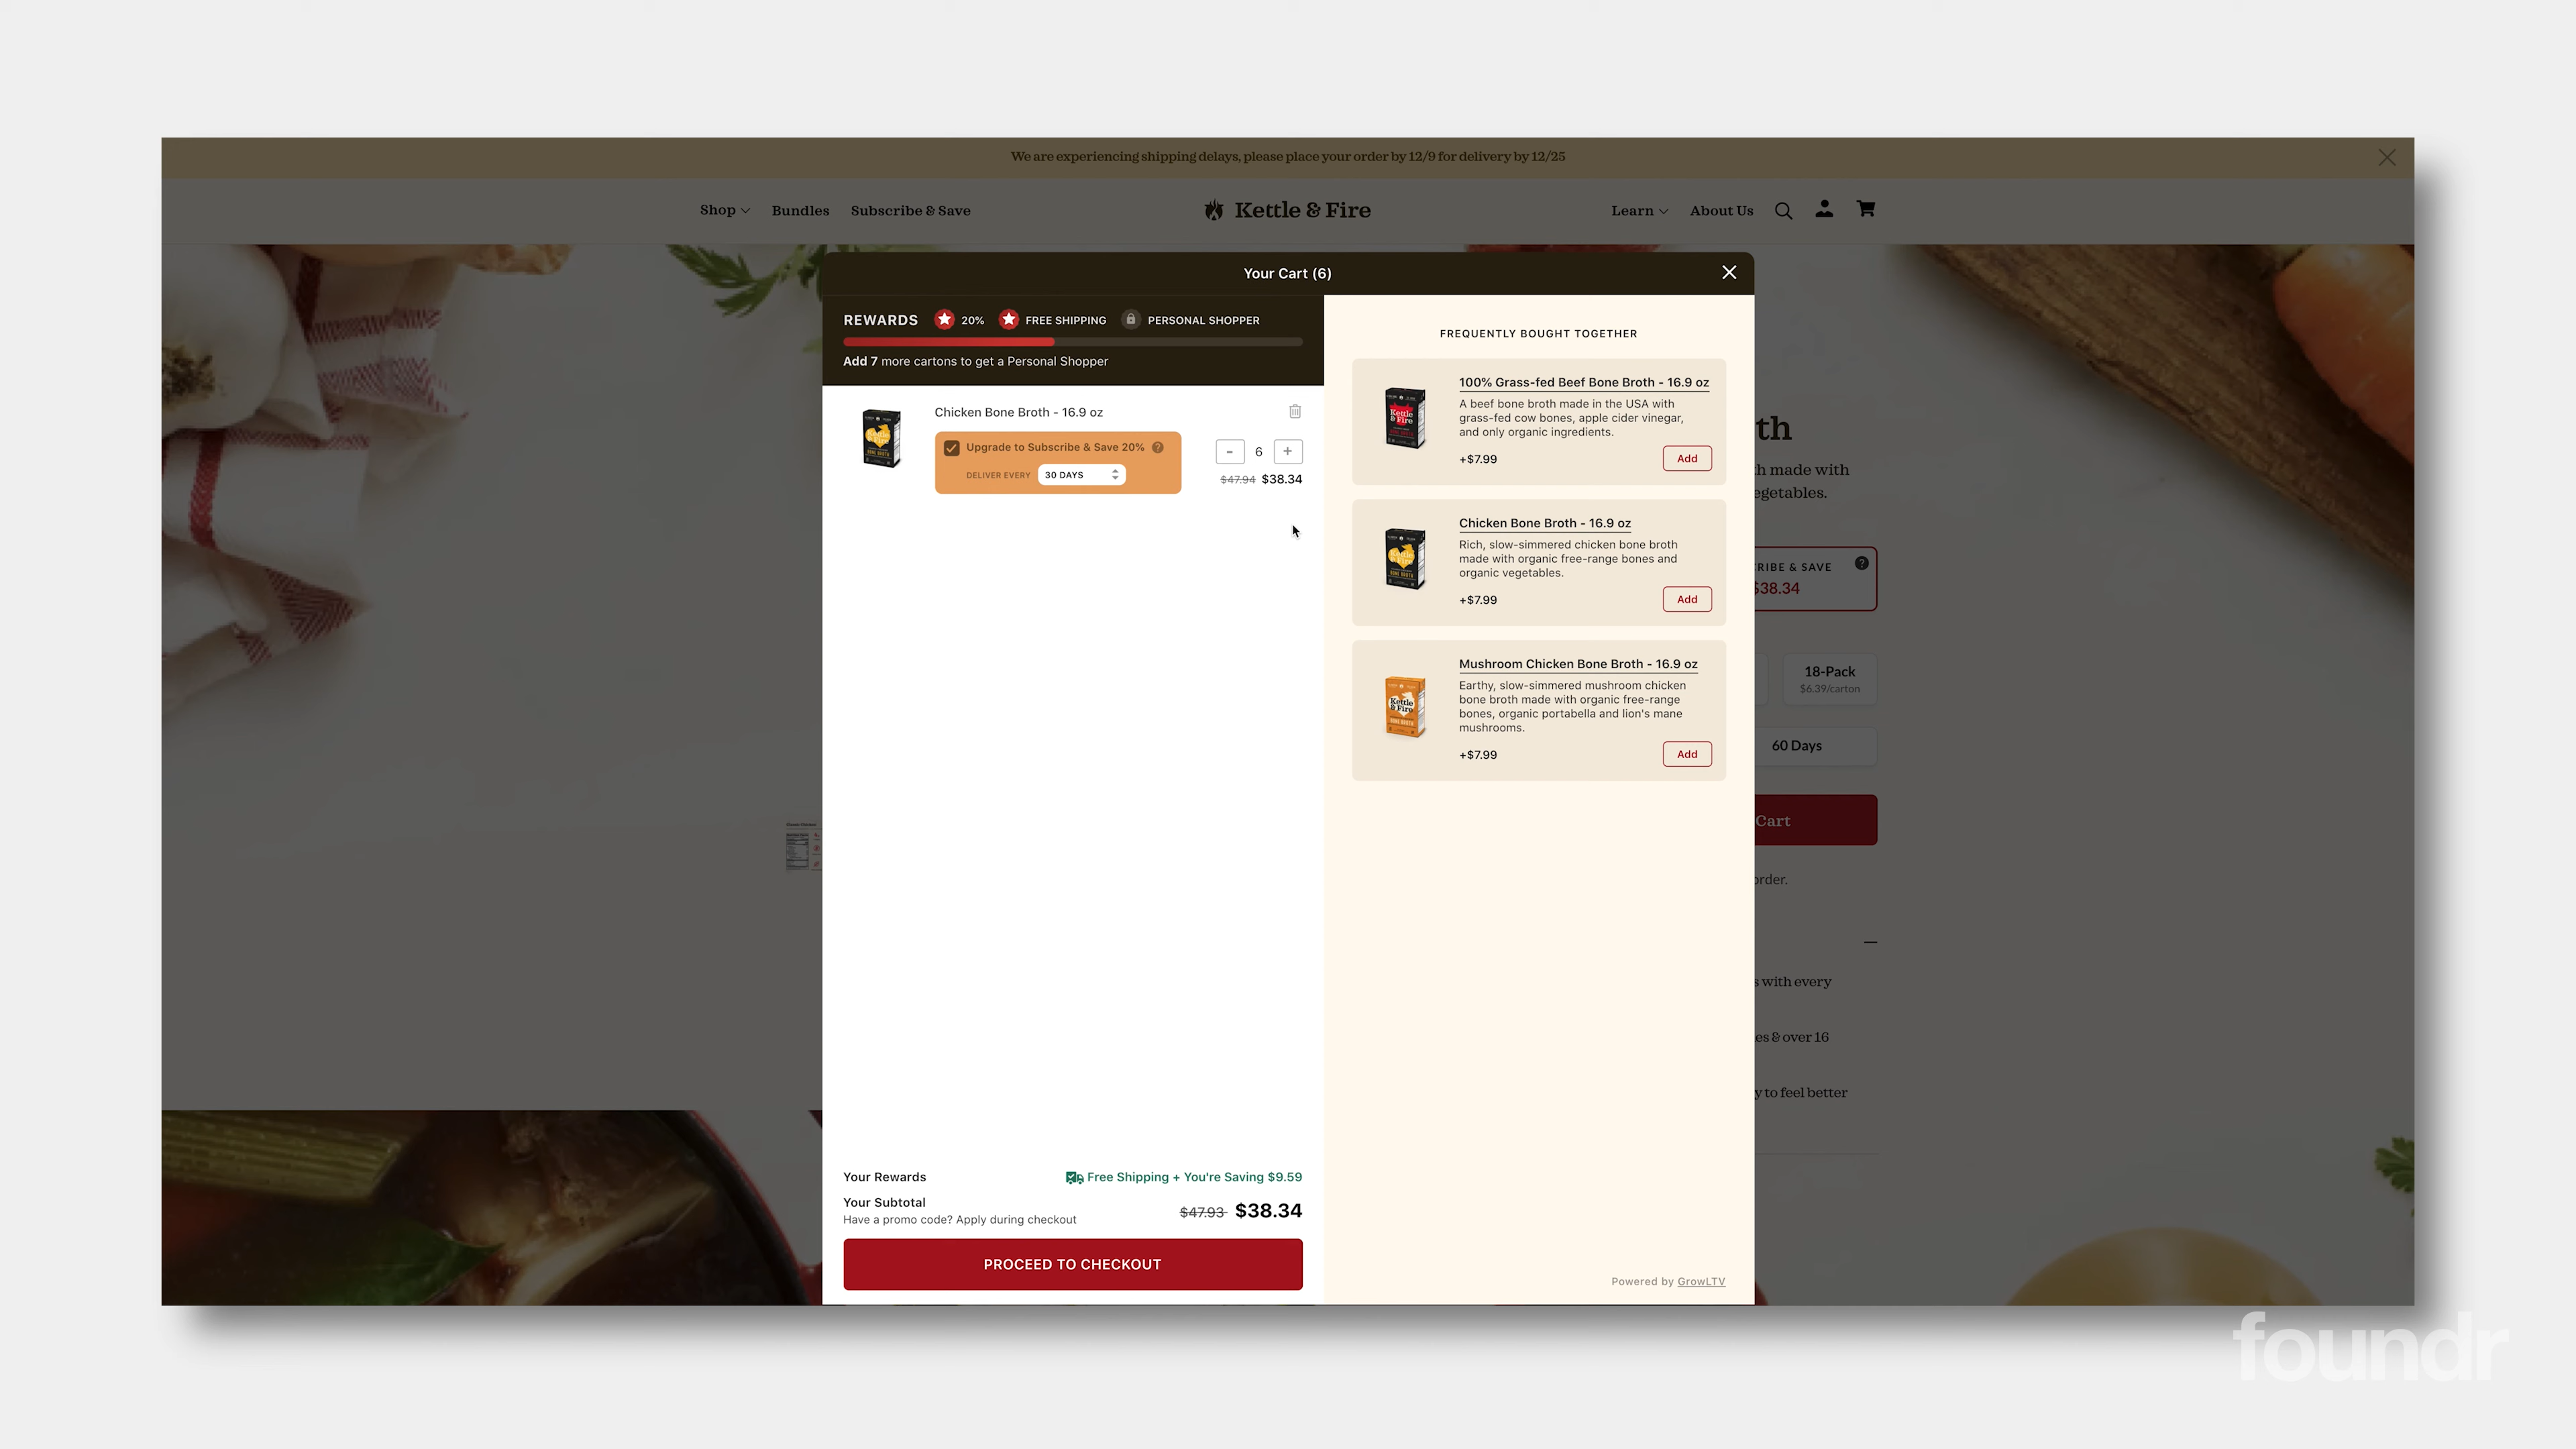 We are experiencing shipping delays, please place your order by 12/9 for delivery by 12/25
Shop
Bundles
Subscribe & Save
Kettle & Fire
Learn
About Us
Your Cart (6)
REWARDS
20%
FREE SHIPPING
PERSONAL SHOPPER
Add 7 more cartons to get a Personal Shopper
Chicken Bone Broth - 16.9 oz
Upgrade to Subscribe & Save 20%
?
DELIVER EVERY
30 DAYS
- 6 +
$47.94 $38.34
Your Rewards
Free Shipping + You're Saving $9.59
Your Subtotal
Have a promo code? Apply during checkout
$47.93 $38.34
PROCEED TO CHECKOUT
FREQUENTLY BOUGHT TOGETHER
Kettle
& Fire
BONE BROTH
100% Grass-fed Beef Bone Broth - 16.9 oz
A beef bone broth made in the USA with
grass-fed cow bones, apple cider vinegar,
and only organic ingredients.
+$7.99
Add
Chicken Bone Broth - 16.9 oz
Rich, slow-simmered chicken bone broth
made with organic free-range bones and
organic vegetables.
+$7.99
Add
Kettle
& Fire
BONE BROTH
Mushroom Chicken Bone Broth - 16.9 oz
Earthy, slow-simmered mushroom chicken
bone broth made with organic free-range
bones, organic portabella and lion's mane
mushrooms.
+$7.99
Add
Powered by GrowLTV
th
th made with
egetables.
RIBE & SAVE
?
$38.34
18-Pack
$6.39/carton
60 Days
Cart
order.
s with every
es & over 16
y to feel better
foundr